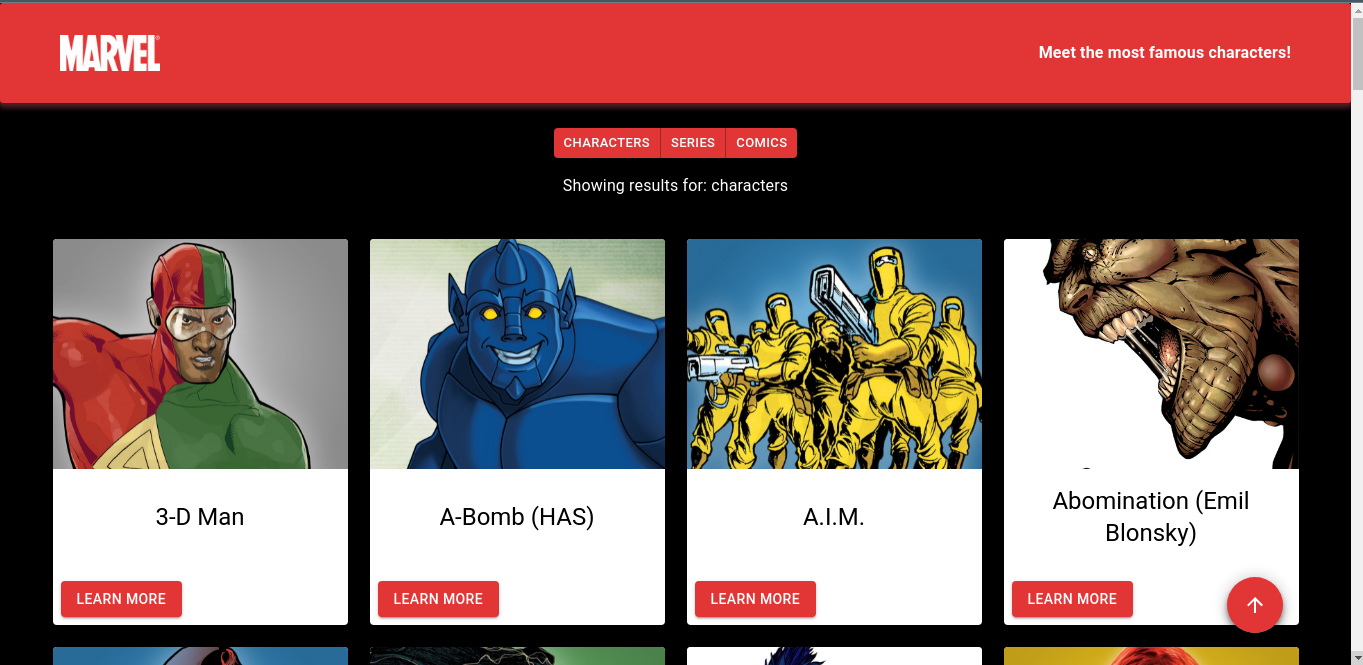 MARVEL
Meet the most famous characters!
CHARACTERS SERIES COMICS
Showing results for: characters
3-D Man
A-Bomb (HAS)
A.I.M.
Abomination (Emil
Blonsky)
LEARN MORE
LEARN MORE
LEARN MORE
LEARN MORE